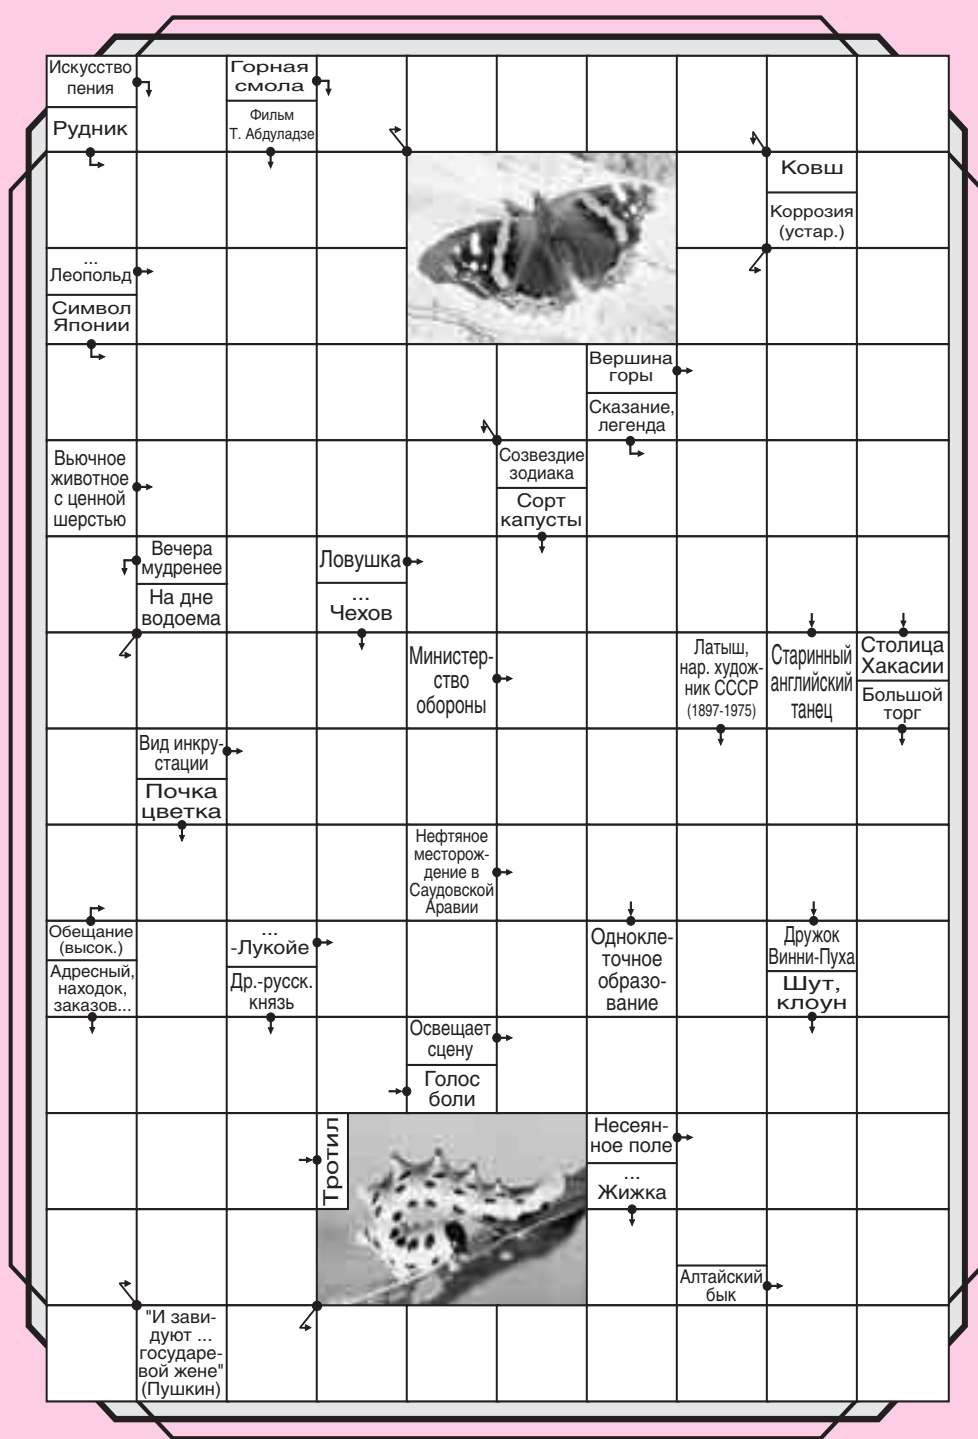 Искусство
пения
Рудник
Горная
смола
Фильм
Т. Абдуладзе
Ковш
Коррозия
(устар.)
...
Леопольд
Символ
Японии
Вершина
горы
Сказание,
легенда
Вьючное
животное
с ценной
шерстью
Созвездие
зодиака
Сорт
капусты
Вечера
мудренее
На дне
водоема
Ловушка
...
Чехов
Министер-
ство
обороны
Латыш,
нар. худож-
ник СССР
(1897-1975)
Старинный
английский
танец
Столица
Хакасии
Большой
торг
Вид инкру-
стации
Почка
цветка
Нефтяное
месторож-
дение в
Саудовской
Аравии
Обещание
(высок.)
Адресный,
находок,
заказов...
...
-Лукойе
Др.-русск.
князь
Однокле-
точное
образо-
вание
Дружок
Винни-Пуха
Шут,
клоун
Освещает
сцену
Голос
боли
Тротил
Несеян-
ное поле
...
Жижка
Алтайский
бык
"И зави-
дуют ...
государе-
вой жене"
(Пушкин)